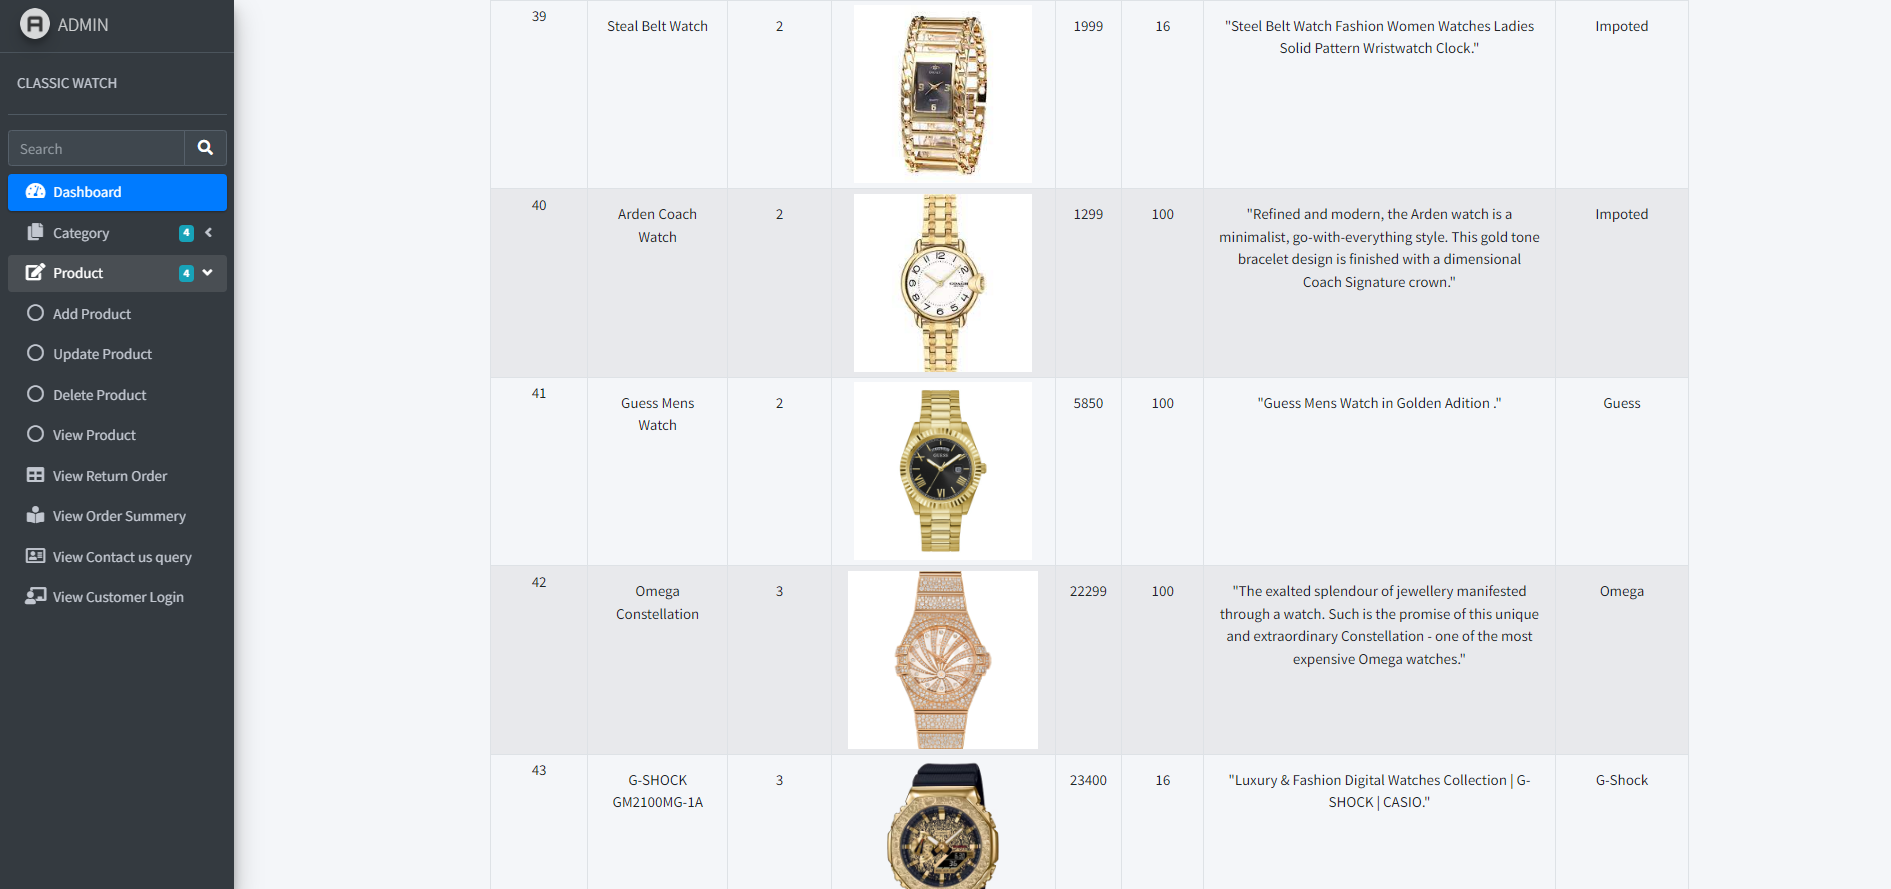 ADMIN
CLASSIC WATCH
Search
Dashboard
Category 4
Product 4
Add Product
Update Product
Delete Product
View Product
View Return Order
View Order Summery
View Contact us query
View Customer Login
39
Steal Belt Watch
2
1999
16
"Steel Belt Watch Fashion Women Watches Ladies
Solid Pattern Wristwatch Clock."
Impoted
40
Arden Coach
Watch
2
1299
100
"Refined and modern, the Arden watch is a
minimalist, go-with-everything style. This gold tone
bracelet design is finished with a dimensional
Coach Signature crown."
Impoted
41
Guess Mens
Watch
2
5850
100
"Guess Mens Watch in Golden Adition ."
Guess
42
Omega
Constellation
3
22299
100
"The exalted splendour of jewellery manifested
through a watch. Such is the promise of this unique
and extraordinary Constellation - one of the most
expensive Omega watches."
Omega
43
G-SHOCK
GM2100MG-1A
3
23400
16
"Luxury & Fashion Digital Watches Collection | G-
SHOCK | CASIO."
G-Shock